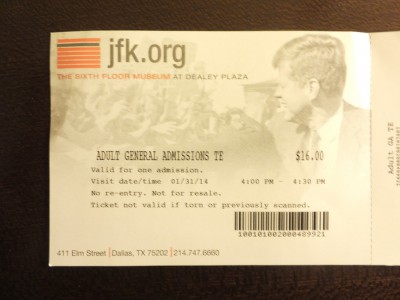 jfk.org
THE SIXTH FLOOR MUSEUM AT DEALEY PLAZA
ADULT GENERAL ADMISSIONS TE $16.00
Valid for one admission.
Visit date/time 01/31/14 4:00 PM - 4:30 PM
No re-entry. Not for resale.
Ticket not valid if torn or previously scanned.
100101002000489921
411 Elm Street | Dallas, TX 75202 | 214.747.6660
Adult GA TE